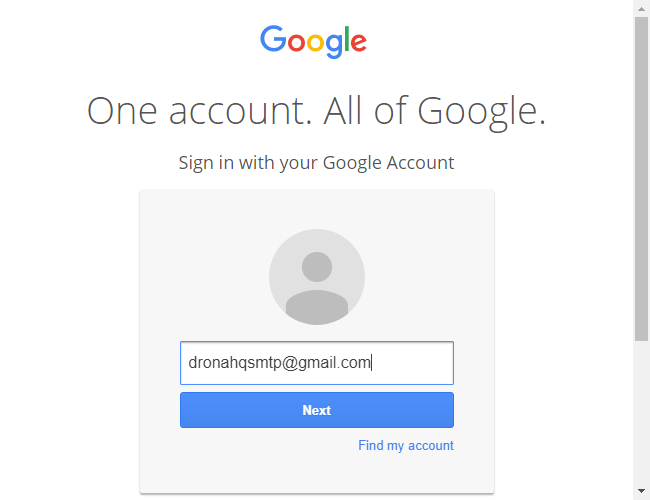 Google
One account. All of Google.
Sign in with your Google Account
dronahqsmtp@gmail.com
Next
Find my account